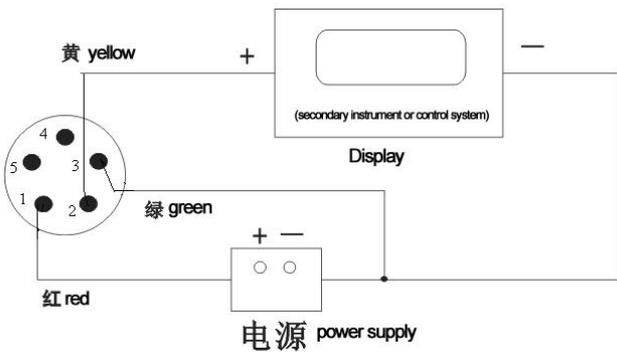 黄 yellow
+
—
(secondary instrument or control system)
Display
4
5
3
1
2
绿 green
+ —
红 red
电源 power supply